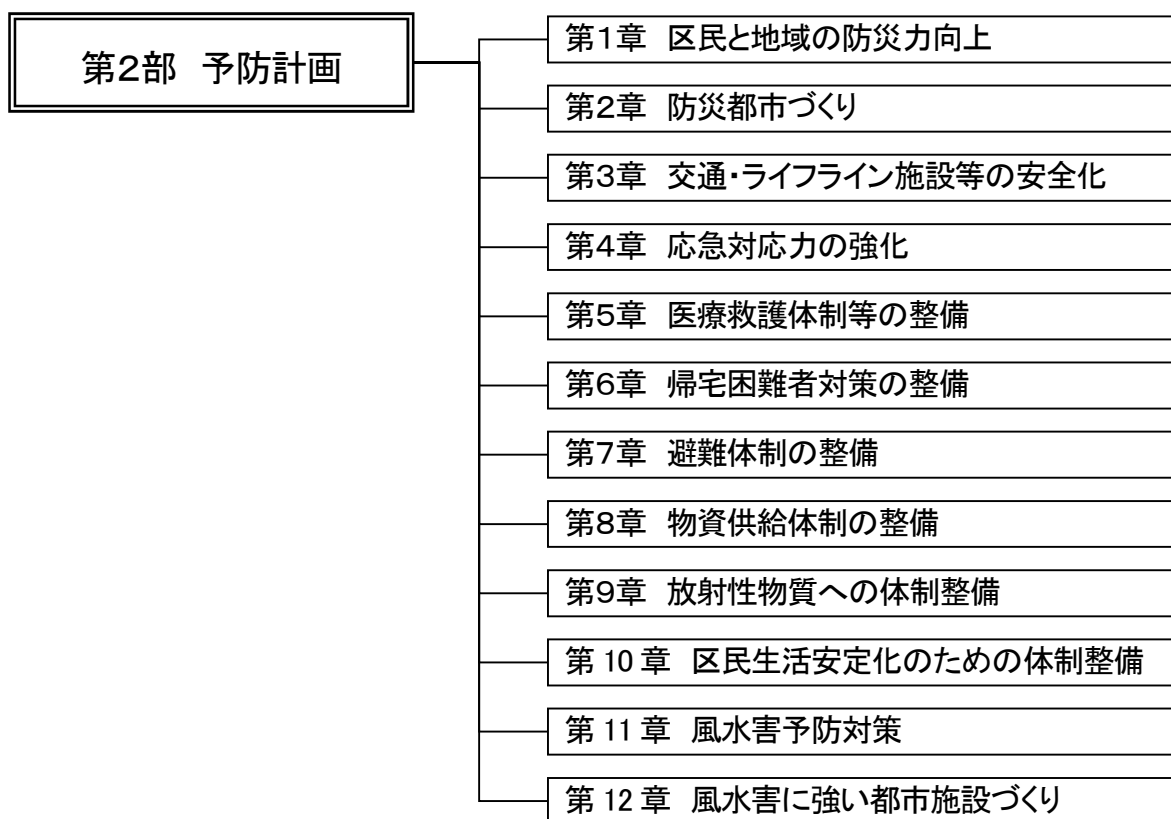 第２部　予防計画
第１章　区民と地域の防災力向上
第２章　防災都市づくり
第３章　交通・ライフライン施設等の安全化
第４章　応急対応力の強化
第５章　医療救護体制等の整備
第６章　帰宅困難者対策の整備
第７章　避難体制の整備
第８章　物資供給体制の整備
第９章　放射性物質への体制整備
第 10 章　区民生活安定化のための体制整備
第 11 章　風水害予防対策
第 12 章　風水害に強い都市施設づくり